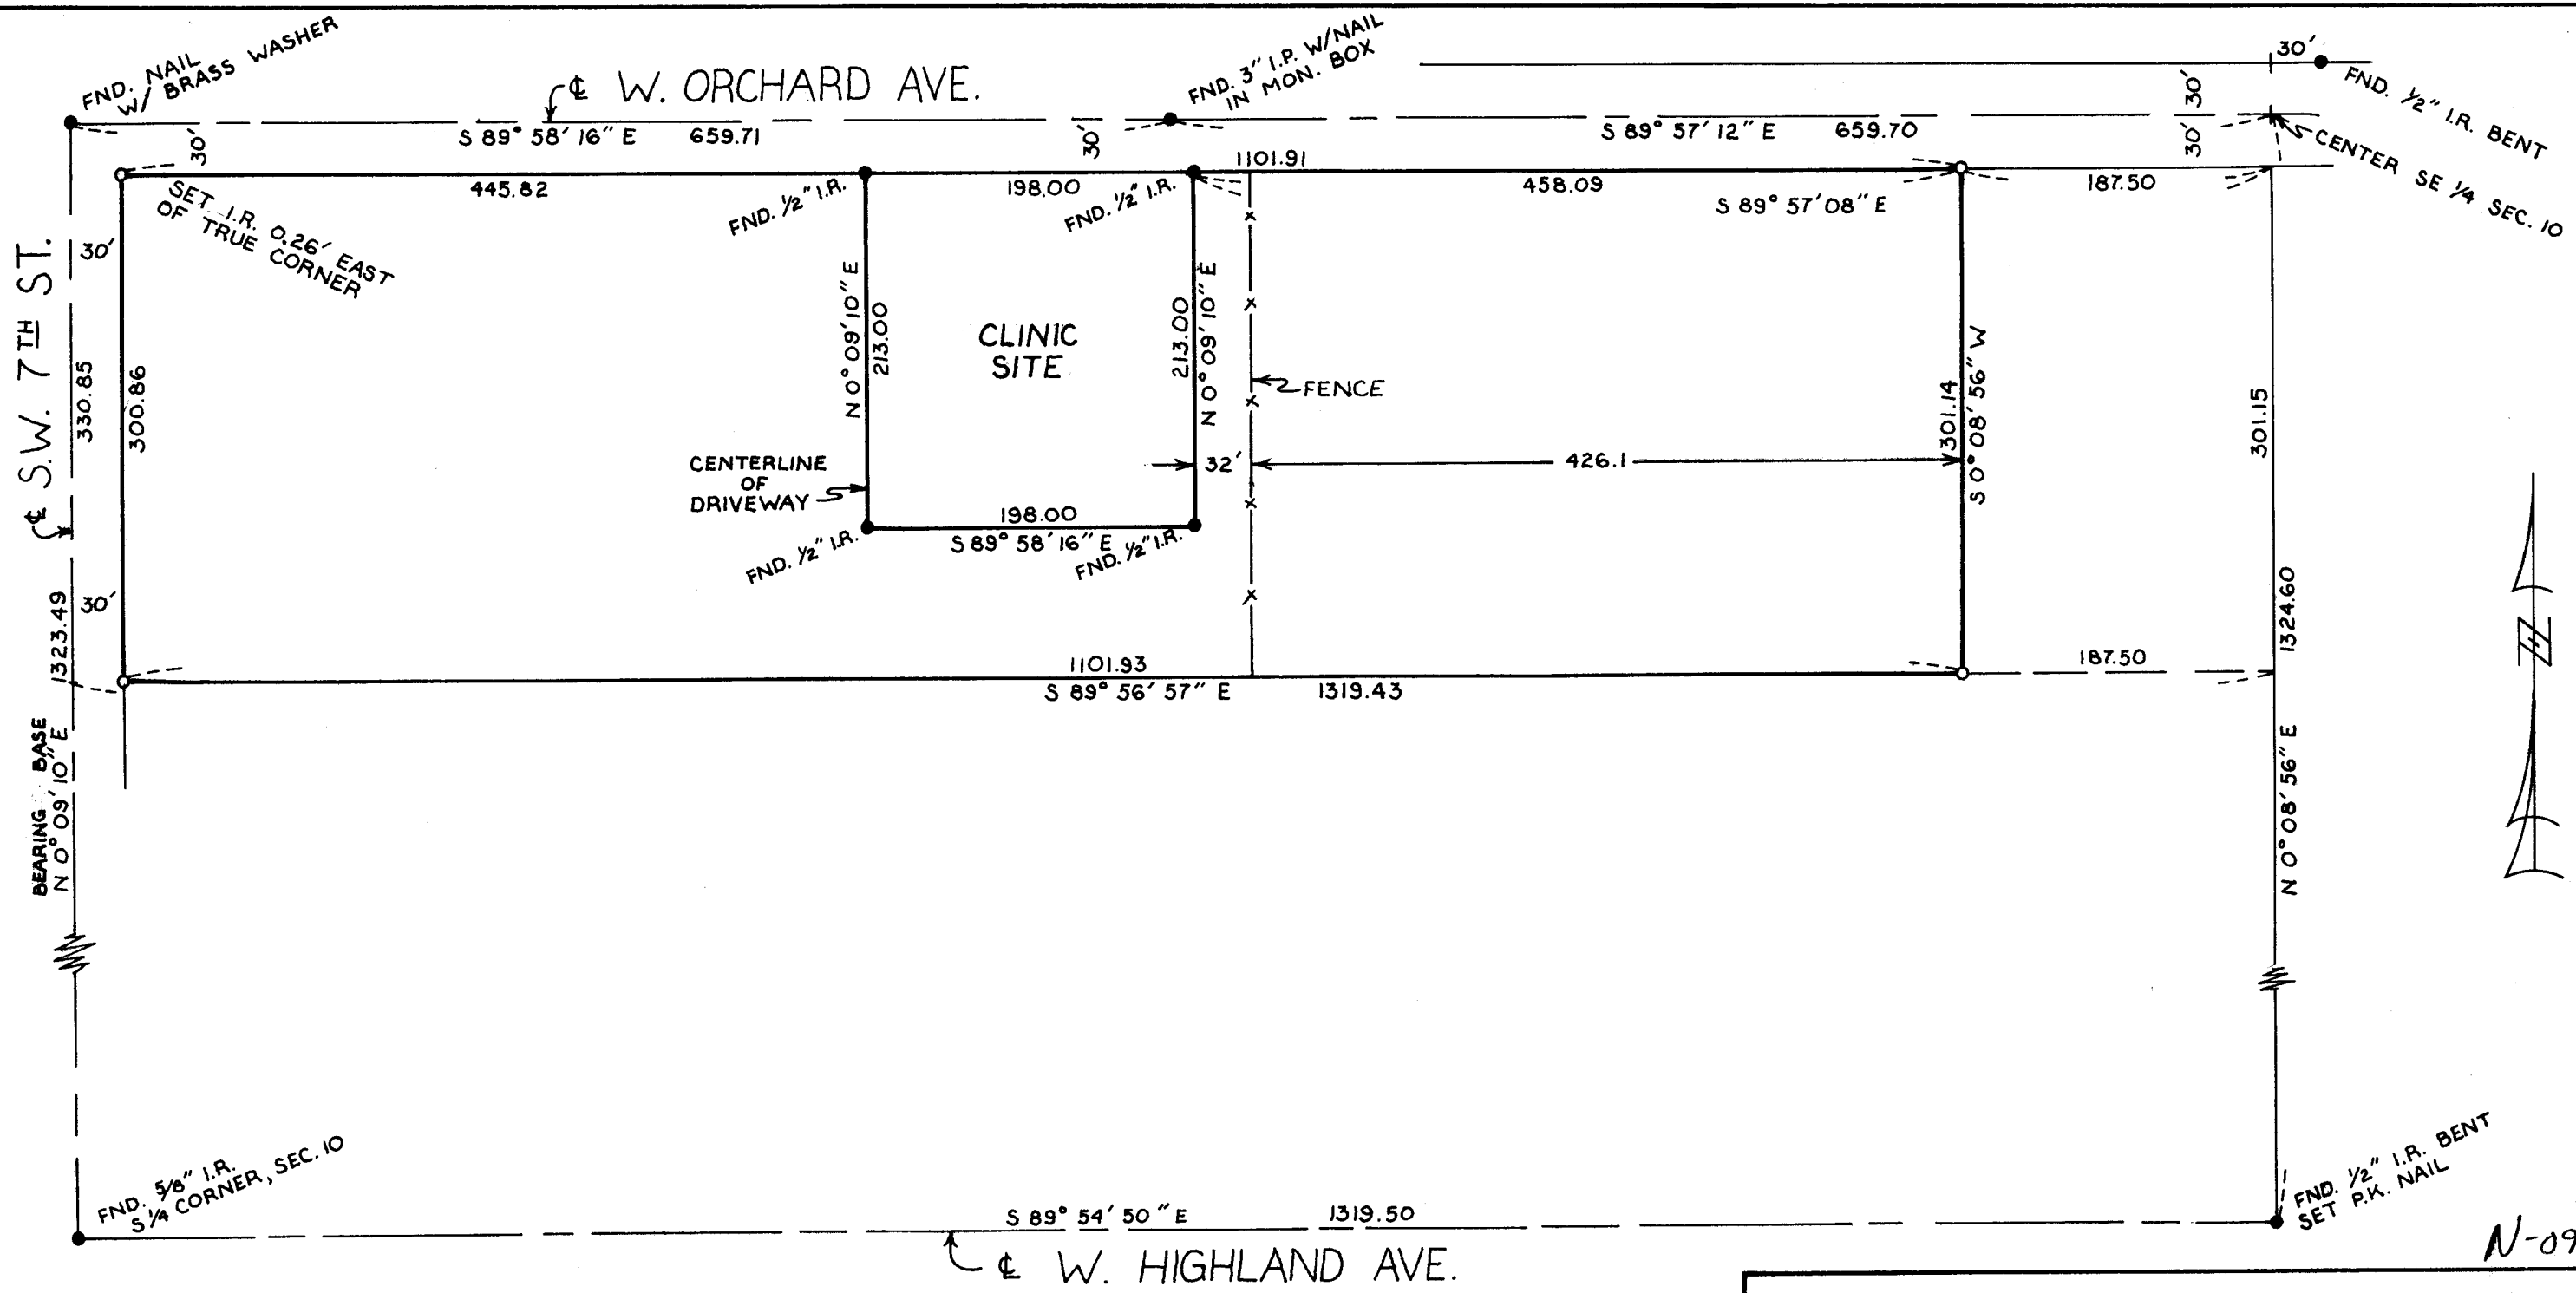 FND. NAIL
W/ BRASS WASHER
℄ W. ORCHARD AVE.
FND. 3" I.P. W/NAIL
IN MON. BOX
30'
FND. 1/2" I.R. BENT
S 89° 58' 16" E 659.71
S 89° 57' 12" E 659.70
30'
30'
30'
30'
CENTER SE 1/4 SEC. 10
1101.91
445.82
198.00
458.09
187.50
S 89° 57' 08" E
SET I.R. 0.26' EAST
OF TRUE CORNER
FND. 1/2" I.R.
FND. 1/2" I.R.
℄ S.W. 7TH ST.
30'
330.85
300.86
N 0° 09' 10" E
213.00
CLINIC
SITE
213.00
N 0° 09' 10" E
FENCE
301.14
S 0° 08' 56" W
301.15
CENTERLINE
OF
DRIVEWAY
32'
426.1
198.00
S 89° 58' 16" E
FND. 1/2" I.R.
FND. 1/2" I.R.
1323.49
30'
1324.60
N
1101.93
187.50
S 89° 56' 57" E 1319.43
BEARING BASE
N 0° 09' 10" E
N 0° 08' 56" E
FND. 5/8" I.R.
S 1/4 CORNER, SEC. 10
S 89° 54' 50" E 1319.50
FND. 1/2" I.R. BENT
SET P.K. NAIL
℄ W. HIGHLAND AVE.
N-09